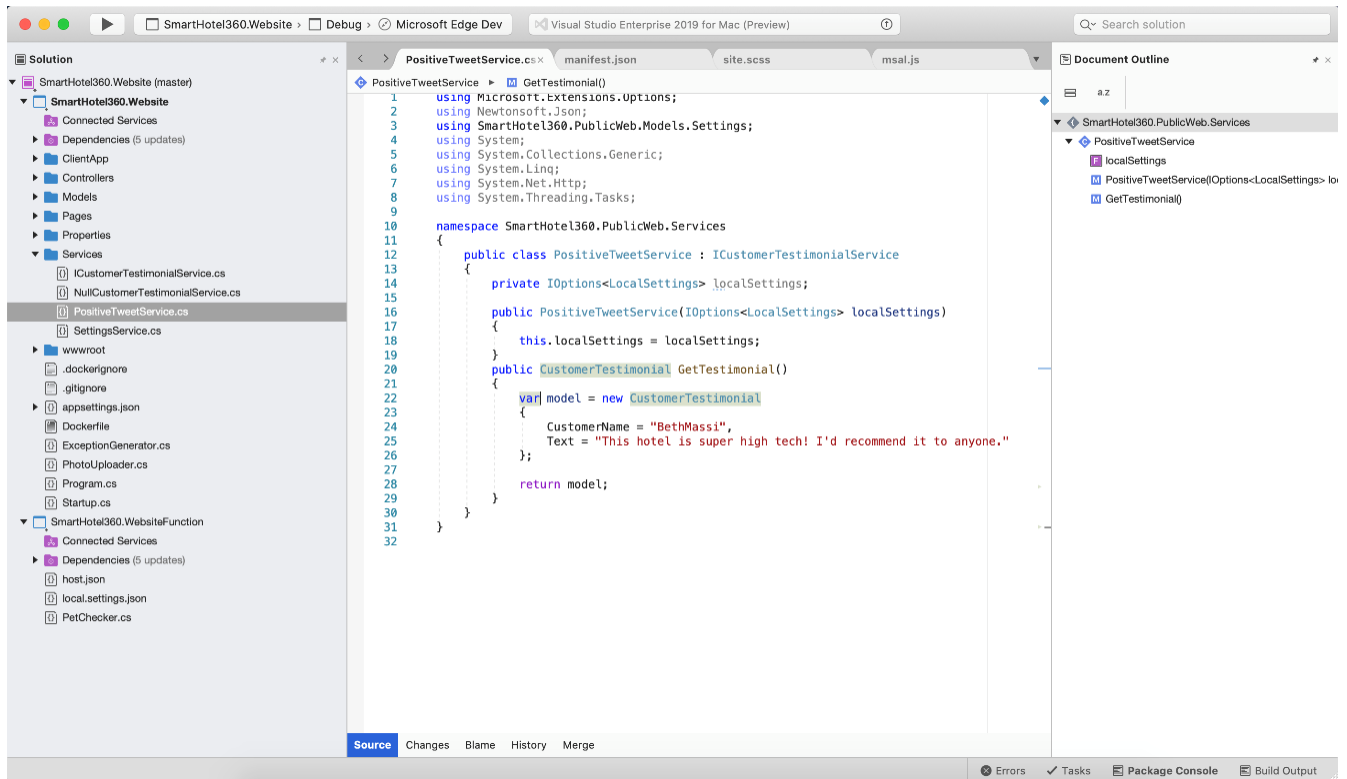 SmartHotel360.Website › Debug › Microsoft Edge Dev
Visual Studio Enterprise 2019 for Mac (Preview)
Search solution
Solution
SmartHotel360.Website (master)
SmartHotel360.Website
Connected Services
Dependencies (5 updates)
ClientApp
Controllers
Models
Pages
Properties
Services
ICustomerTestimonialService.cs
NullCustomerTestimonialService.cs
PositiveTweetService.cs
SettingsService.cs
wwwroot
.dockerignore
.gitignore
appsettings.json
Dockerfile
ExceptionGenerator.cs
PhotoUploader.cs
Program.cs
Startup.cs
SmartHotel360.WebsiteFunction
Connected Services
Dependencies (5 updates)
host.json
local.settings.json
PetChecker.cs
PositiveTweetService.cs
manifest.json
site.scss
msal.js
PositiveTweetService ▸ M GetTestimonial()
1 using Microsoft.Extensions.Options;
2 using Newtonsoft.Json;
3 using SmartHotel360.PublicWeb.Models.Settings;
4 using System;
5 using System.Collections.Generic;
6 using System.Linq;
7 using System.Net.Http;
8 using System.Threading.Tasks;
9
10 namespace SmartHotel360.PublicWeb.Services
11 {
12 public class PositiveTweetService : ICustomerTestimonialService
13 {
14 private IOptions<LocalSettings> localSettings;
15
16 public PositiveTweetService(IOptions<LocalSettings> localSettings)
17 {
18 this.localSettings = localSettings;
19 }
20 public CustomerTestimonial GetTestimonial()
21 {
22 var model = new CustomerTestimonial
23 {
24 CustomerName = "BethMassi",
25 Text = "This hotel is super high tech! I'd recommend it to anyone."
26 };
27
28 return model;
29 }
30 }
31 }
32
Source Changes Blame History Merge
Document Outline
a.z
SmartHotel360.PublicWeb.Services
C PositiveTweetService
F localSettings
M PositiveTweetService(IOptions<LocalSettings> lo
M GetTestimonial()
Errors Tasks Package Console Build Output